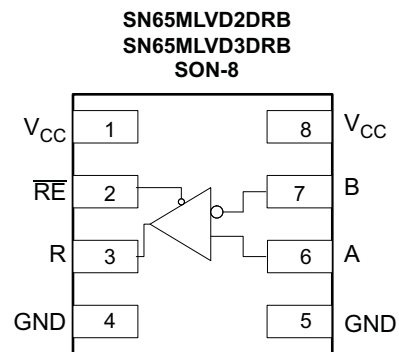 SN65MLVD2DRB
SN65MLVD3DRB
SON-8
VCC 1 8 VCC
RE 2 7 B
R 3 6 A
GND 4 5 GND